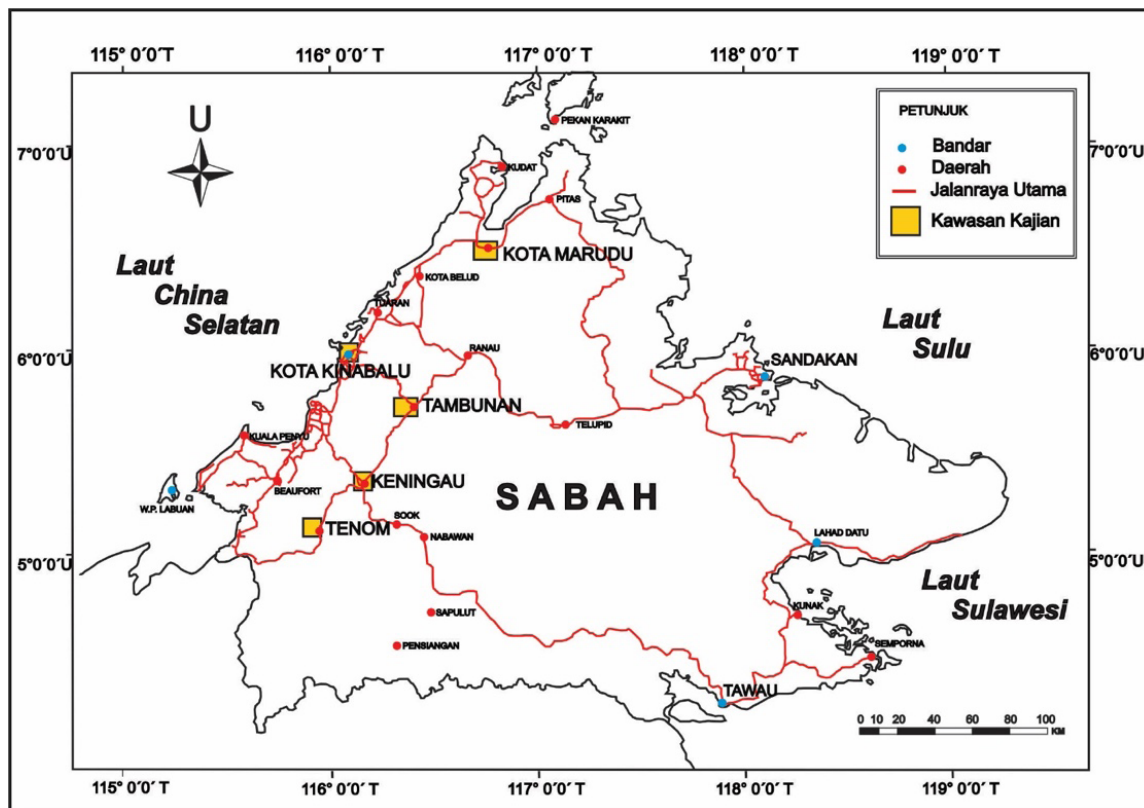 115° 0´0´´ T
116° 0´0´´ T
117° 0´0´´ T
118° 0´0´´ T
119° 0´0´´ T
U
PETUNJUK
Bandar
Daerah
Jalanraya Utama
Kawasan Kajian
PEKAN KARAKIT
7°0´0´´U
7°0´0´´U
KUDAT
PITAS
KOTA MARUDU
Laut
China
Selatan
KOTA BELUD
TUARAN
Laut
Sulu
6°0´0´´U
6°0´0´´U
RANAU
SANDAKAN
KOTA KINABALU
TAMBUNAN
TELUPID
KUALA PENYU
KENINGAU
BEAUFORT
SABAH
W.P. LABUAN
SOOK
TENOM
NABAWAN
LAHAD DATU
5°0´0´´U
5°0´0´´U
Laut
Sulawesi
KUNAK
SAPULUT
PENSIANGAN
SEMPORNA
TAWAU
0 10 20 40 60 80 100
KM
115° 0´0´´ T
116° 0´0´´ T
117° 0´0´´ T
118° 0´0´´ T
119° 0´0´´ T